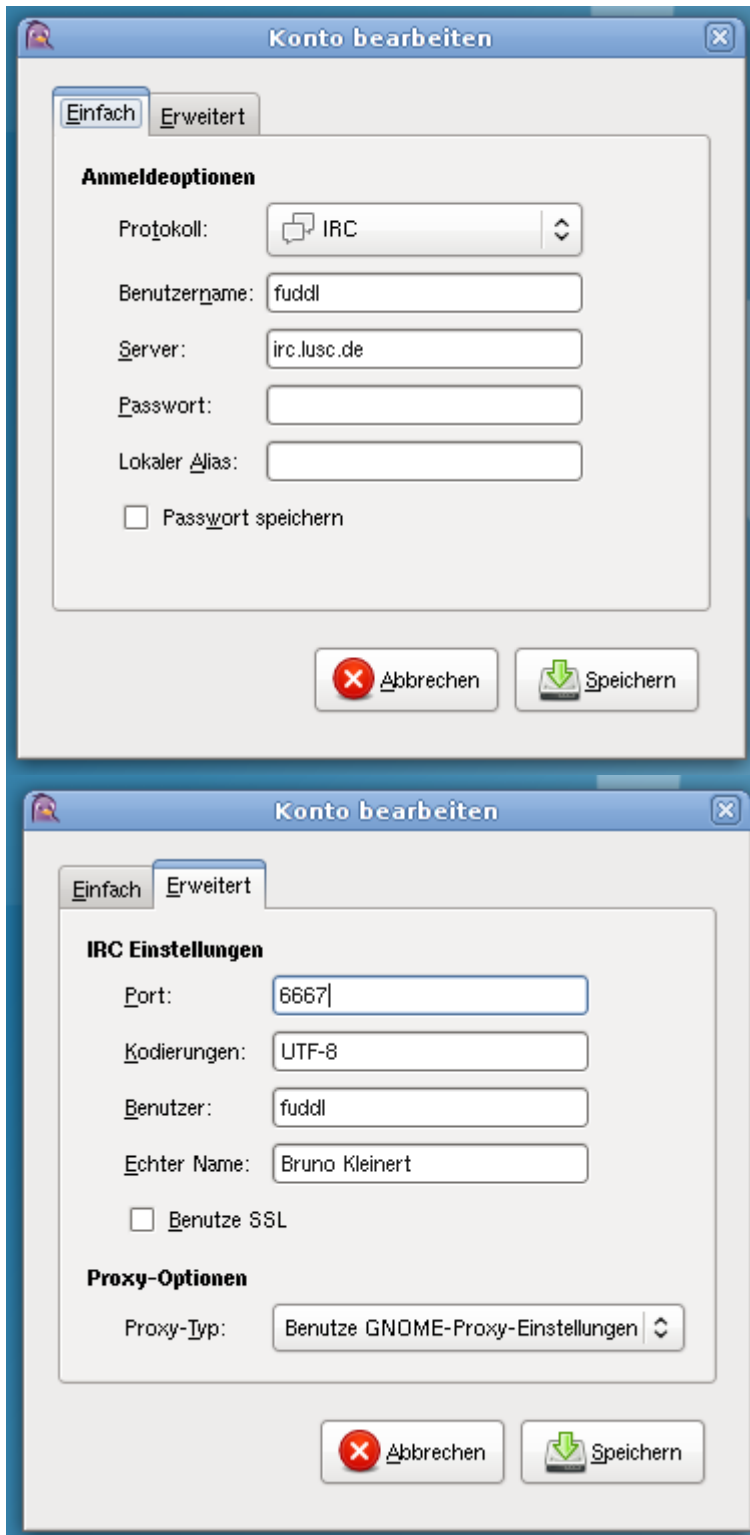 Konto bearbeiten
Einfach Erweitert
Anmeldeoptionen
Protokoll: IRC
Benutzername: fuddl
Server: irc.lusc.de
Passwort:
Lokaler Alias:
Passwort speichern
Abbrechen Speichern
Konto bearbeiten
Einfach Erweitert
IRC Einstellungen
Port: 6667
Kodierungen: UTF-8
Benutzer: fuddl
Echter Name: Bruno Kleinert
Benutze SSL
Proxy-Optionen
Proxy-Typ: Benutze GNOME-Proxy-Einstellungen
Abbrechen Speichern